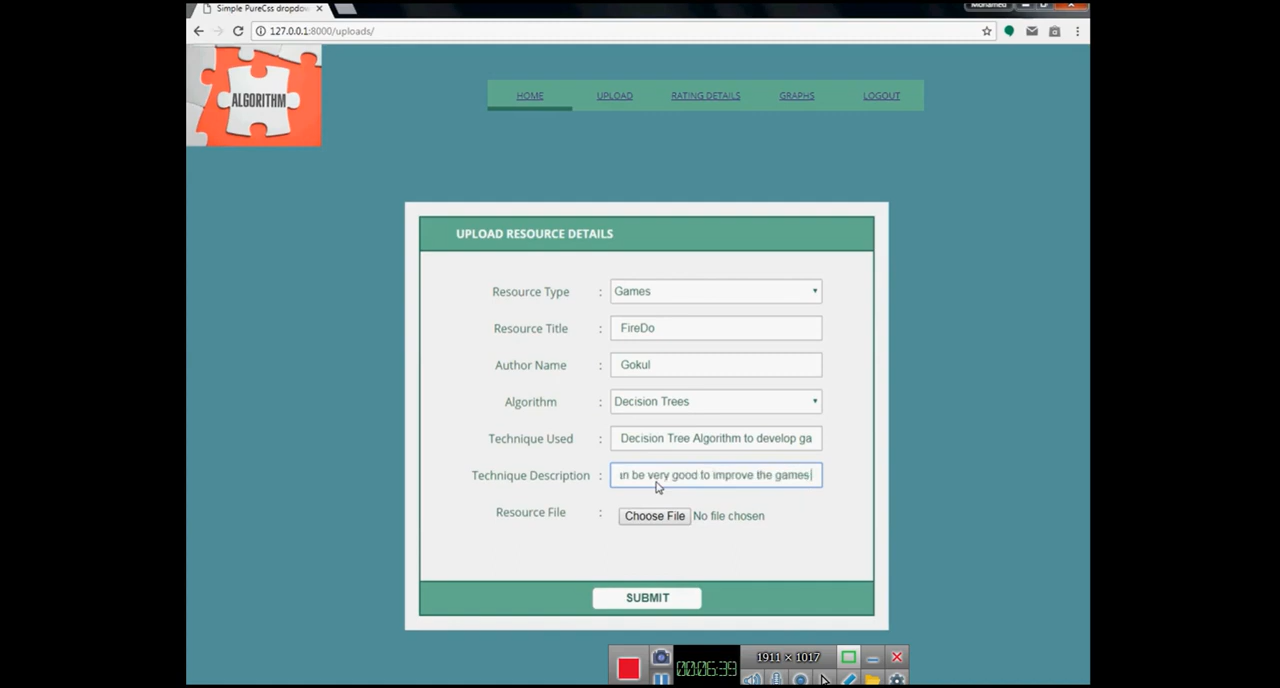 Simple PureCss dropdow
Mohamed
127.0.0.1:8000/uploads/
ALGORITHM
HOME UPLOAD RATING DETAILS GRAPHS LOGOUT
UPLOAD RESOURCE DETAILS
Resource Type : Games
Resource Title : FireDo
Author Name : Gokul
Algorithm : Decision Trees
Technique Used : Decision Tree Algorithm to develop ga
Technique Description : n be very good to improve the games
Resource File : Choose File No file chosen
SUBMIT
00:06:39 1911 × 1017